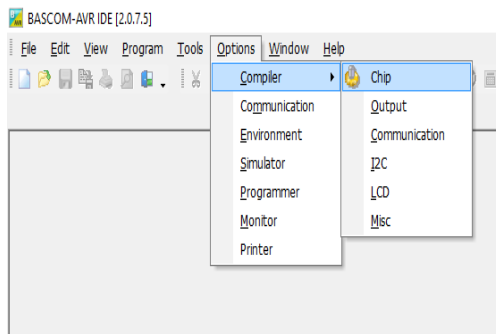 BASCOM-AVR IDE [2.0.7.5]
File Edit View Program Tools Options Window Help
Compiler
Communication
Environment
Simulator
Programmer
Monitor
Printer
Chip
Output
Communication
I2C
LCD
Misc